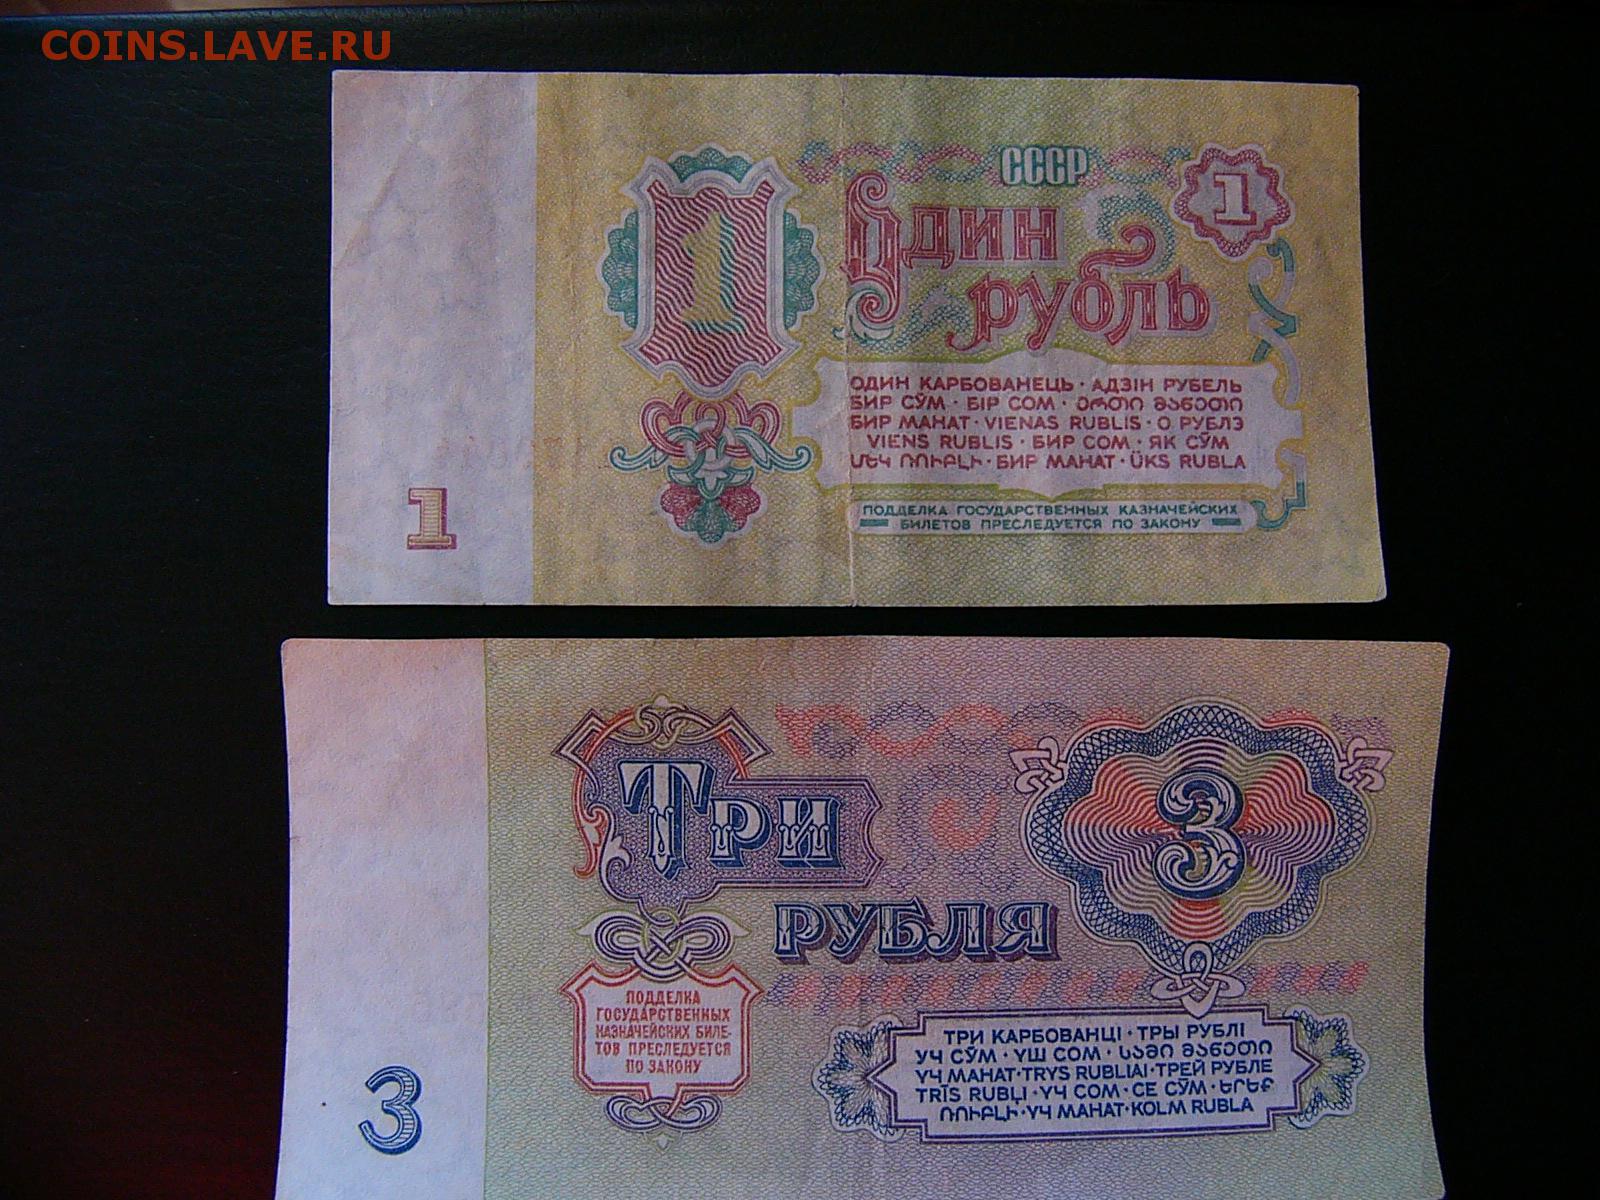 COINS.LAVE.RU
СССР
1
Один
1
рубль
ОДИН КАРБОВАНЕЦЬ · АДЗІН РУБЕЛЬ
БИР СЎМ · БІР СОМ · ერთი მანეთი
БИР МАНАТ · VIENAS RUBLIS · О РУБЛЭ
VIENS RUBLIS · БИР СОМ · ЯК СӮМ
ՄԵԿ ՌՈՒԲԼԻ · БИР МАНАТ · ÜKS RUBLA
ПОДДЕЛКА ГОСУДАРСТВЕННЫХ КАЗНАЧЕЙСКИХ
БИЛЕТОВ ПРЕСЛЕДУЕТСЯ ПО ЗАКОНУ
1
ТРИ
3
РУБЛЯ
ПОДДЕЛКА
ГОСУДАРСТВЕННЫХ
КАЗНАЧЕЙСКИХ БИЛЕ-
ТОВ ПРЕСЛЕДУЕТСЯ
ПО ЗАКОНУ
ТРИ КАРБОВАНЦІ · ТРЫ РУБЛІ
УЧ СЎМ · ҮШ СОМ · სამი მანეთი
ҮЧ МАНАТ · TRYS RUBLIAI · ТРЕЙ РУБЛЕ
TRĪS RUBĻI · ҮЧ СОМ · СЕ СӮМ · ԵՐԵՔ
ՌՈՒԲԼԻ · ҮЧ МАНАТ · KOLM RUBLA
3